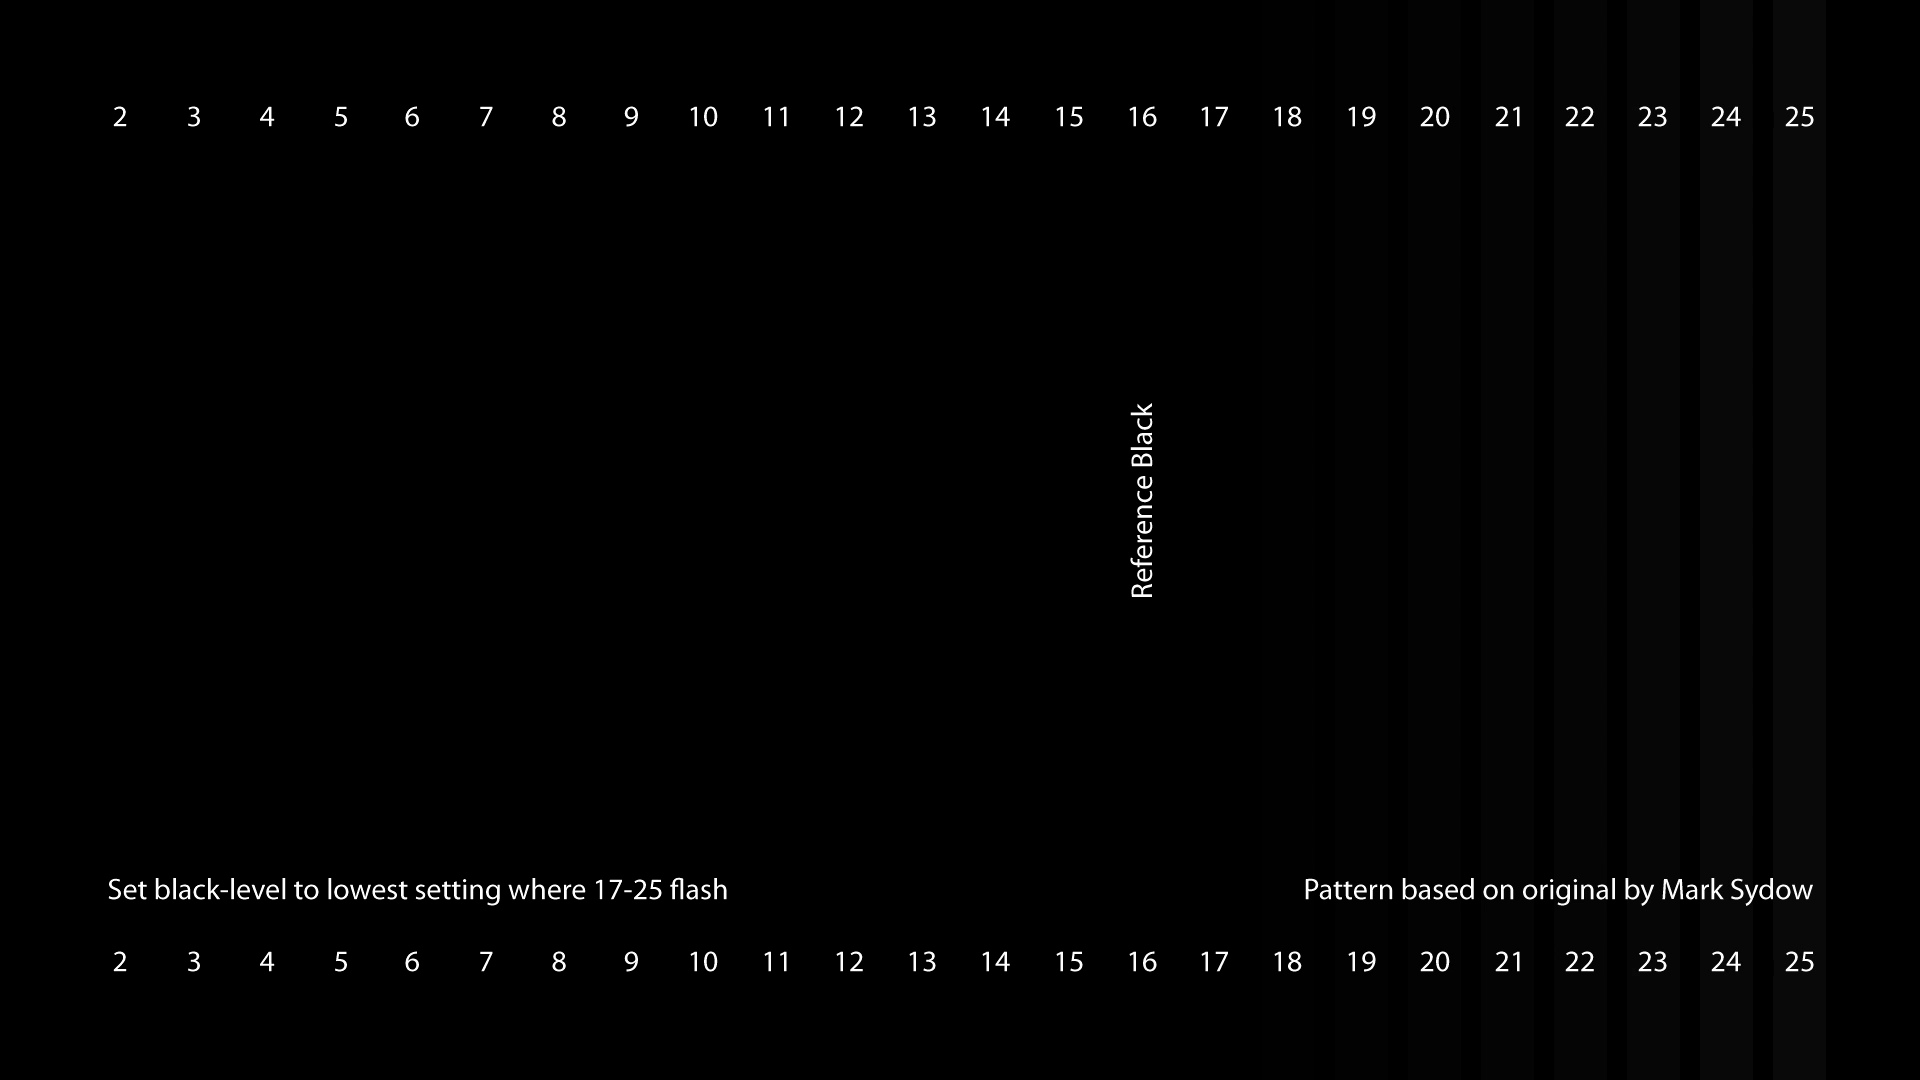 2 3 4 5 6 7 8 9 10 11 12 13 14 15 16 17 18 19 20 21 22 23 24 25
Reference Black
Set black-level to lowest setting where 17-25 flash
Pattern based on original by Mark Sydow
2 3 4 5 6 7 8 9 10 11 12 13 14 15 16 17 18 19 20 21 22 23 24 25